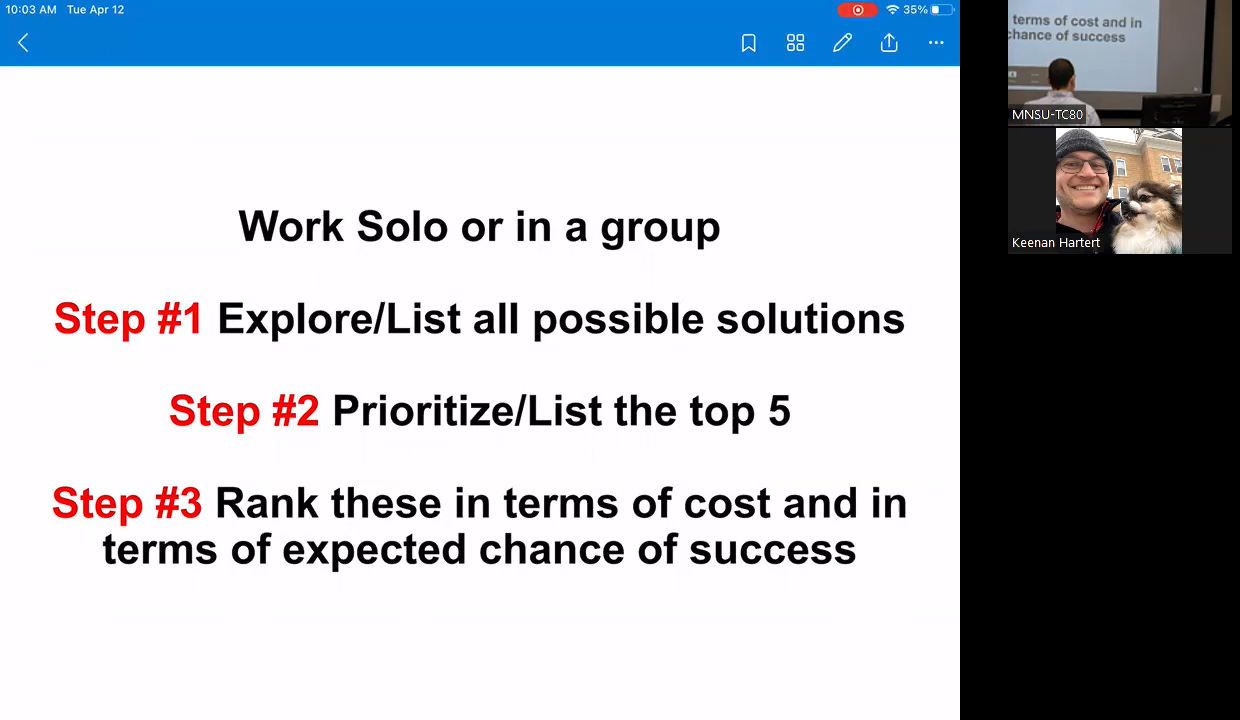 10:03 AM Tue Apr 12
35%
Work Solo or in a group
Step #1 Explore/List all possible solutions
Step #2 Prioritize/List the top 5
Step #3 Rank these in terms of cost and in
terms of expected chance of success
terms of cost and in
chance of success
MNSU-TC80
Keenan Hartert